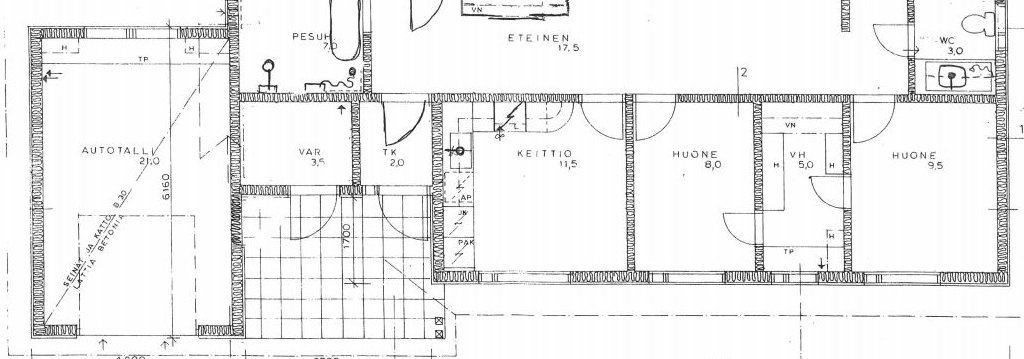 VN
PESUH
7,0
ETEINEN
17,5
WC
3,0
H
H
TP
2
1
AUTOTALLI
21,0
VAR
3,5
TK
2,0
KEITTIÖ
11,5
HUONE
8,0
VN
VH
5,0
H
H
HUONE
9,5
6160
AP
JK
PAK
SEINÄT JA KATTO B 30
LATTIA BETONIA
1700
H
TP